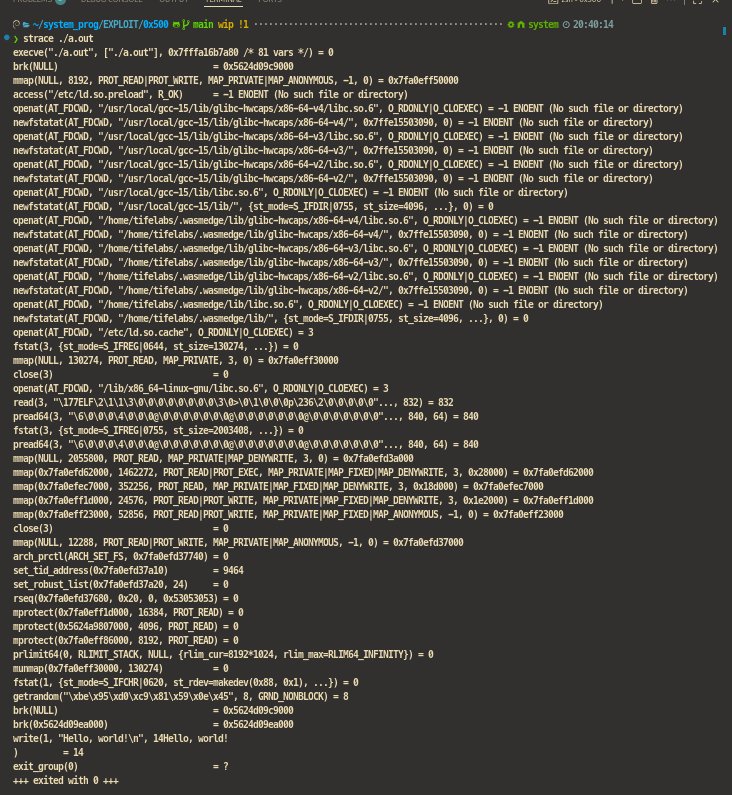 ~/system_prog/EXPLOIT/0x500 main wip !1 system 20:40:14
❯ strace ./a.out
execve("./a.out", ["./a.out"], 0x7fffa16b7a80 /* 81 vars */) = 0
brk(NULL) = 0x5624d09c9000
mmap(NULL, 8192, PROT_READ|PROT_WRITE, MAP_PRIVATE|MAP_ANONYMOUS, -1, 0) = 0x7fa0eff50000
access("/etc/ld.so.preload", R_OK) = -1 ENOENT (No such file or directory)
openat(AT_FDCWD, "/usr/local/gcc-15/lib/glibc-hwcaps/x86-64-v4/libc.so.6", O_RDONLY|O_CLOEXEC) = -1 ENOENT (No such file or directory)
newfstatat(AT_FDCWD, "/usr/local/gcc-15/lib/glibc-hwcaps/x86-64-v4/", 0x7ffe15503090, 0) = -1 ENOENT (No such file or directory)
openat(AT_FDCWD, "/usr/local/gcc-15/lib/glibc-hwcaps/x86-64-v3/libc.so.6", O_RDONLY|O_CLOEXEC) = -1 ENOENT (No such file or directory)
newfstatat(AT_FDCWD, "/usr/local/gcc-15/lib/glibc-hwcaps/x86-64-v3/", 0x7ffe15503090, 0) = -1 ENOENT (No such file or directory)
openat(AT_FDCWD, "/usr/local/gcc-15/lib/glibc-hwcaps/x86-64-v2/libc.so.6", O_RDONLY|O_CLOEXEC) = -1 ENOENT (No such file or directory)
newfstatat(AT_FDCWD, "/usr/local/gcc-15/lib/glibc-hwcaps/x86-64-v2/", 0x7ffe15503090, 0) = -1 ENOENT (No such file or directory)
openat(AT_FDCWD, "/usr/local/gcc-15/lib/libc.so.6", O_RDONLY|O_CLOEXEC) = -1 ENOENT (No such file or directory)
newfstatat(AT_FDCWD, "/usr/local/gcc-15/lib/", {st_mode=S_IFDIR|0755, st_size=4096, ...}, 0) = 0
openat(AT_FDCWD, "/home/tifelabs/.wasmedge/lib/glibc-hwcaps/x86-64-v4/libc.so.6", O_RDONLY|O_CLOEXEC) = -1 ENOENT (No such file or directory)
newfstatat(AT_FDCWD, "/home/tifelabs/.wasmedge/lib/glibc-hwcaps/x86-64-v4/", 0x7ffe15503090, 0) = -1 ENOENT (No such file or directory)
openat(AT_FDCWD, "/home/tifelabs/.wasmedge/lib/glibc-hwcaps/x86-64-v3/libc.so.6", O_RDONLY|O_CLOEXEC) = -1 ENOENT (No such file or directory)
newfstatat(AT_FDCWD, "/home/tifelabs/.wasmedge/lib/glibc-hwcaps/x86-64-v3/", 0x7ffe15503090, 0) = -1 ENOENT (No such file or directory)
openat(AT_FDCWD, "/home/tifelabs/.wasmedge/lib/glibc-hwcaps/x86-64-v2/libc.so.6", O_RDONLY|O_CLOEXEC) = -1 ENOENT (No such file or directory)
newfstatat(AT_FDCWD, "/home/tifelabs/.wasmedge/lib/glibc-hwcaps/x86-64-v2/", 0x7ffe15503090, 0) = -1 ENOENT (No such file or directory)
openat(AT_FDCWD, "/home/tifelabs/.wasmedge/lib/libc.so.6", O_RDONLY|O_CLOEXEC) = -1 ENOENT (No such file or directory)
newfstatat(AT_FDCWD, "/home/tifelabs/.wasmedge/lib/", {st_mode=S_IFDIR|0755, st_size=4096, ...}, 0) = 0
openat(AT_FDCWD, "/etc/ld.so.cache", O_RDONLY|O_CLOEXEC) = 3
fstat(3, {st_mode=S_IFREG|0644, st_size=130274, ...}) = 0
mmap(NULL, 130274, PROT_READ, MAP_PRIVATE, 3, 0) = 0x7fa0eff30000
close(3) = 0
openat(AT_FDCWD, "/lib/x86_64-linux-gnu/libc.so.6", O_RDONLY|O_CLOEXEC) = 3
read(3, "\177ELF\2\1\1\3\0\0\0\0\0\0\0\0\3\0>\0\1\0\0\0p\236\2\0\0\0\0\0"..., 832) = 832
pread64(3, "\6\0\0\0\4\0\0\0@\0\0\0\0\0\0\0@\0\0\0\0\0\0\0@\0\0\0\0\0\0\0"..., 840, 64) = 840
fstat(3, {st_mode=S_IFREG|0755, st_size=2003408, ...}) = 0
pread64(3, "\6\0\0\0\4\0\0\0@\0\0\0\0\0\0\0@\0\0\0\0\0\0\0@\0\0\0\0\0\0\0"..., 840, 64) = 840
mmap(NULL, 2055800, PROT_READ, MAP_PRIVATE|MAP_DENYWRITE, 3, 0) = 0x7fa0efd3a000
mmap(0x7fa0efd62000, 1462272, PROT_READ|PROT_EXEC, MAP_PRIVATE|MAP_FIXED|MAP_DENYWRITE, 3, 0x28000) = 0x7fa0efd62000
mmap(0x7fa0efec7000, 352256, PROT_READ, MAP_PRIVATE|MAP_FIXED|MAP_DENYWRITE, 3, 0x18d000) = 0x7fa0efec7000
mmap(0x7fa0eff1d000, 24576, PROT_READ|PROT_WRITE, MAP_PRIVATE|MAP_FIXED|MAP_DENYWRITE, 3, 0x1e2000) = 0x7fa0eff1d000
mmap(0x7fa0eff23000, 52856, PROT_READ|PROT_WRITE, MAP_PRIVATE|MAP_FIXED|MAP_ANONYMOUS, -1, 0) = 0x7fa0eff23000
close(3) = 0
mmap(NULL, 12288, PROT_READ|PROT_WRITE, MAP_PRIVATE|MAP_ANONYMOUS, -1, 0) = 0x7fa0efd37000
arch_prctl(ARCH_SET_FS, 0x7fa0efd37740) = 0
set_tid_address(0x7fa0efd37a10) = 9464
set_robust_list(0x7fa0efd37a20, 24) = 0
rseq(0x7fa0efd37680, 0x20, 0, 0x53053053) = 0
mprotect(0x7fa0eff1d000, 16384, PROT_READ) = 0
mprotect(0x5624a9807000, 4096, PROT_READ) = 0
mprotect(0x7fa0eff86000, 8192, PROT_READ) = 0
prlimit64(0, RLIMIT_STACK, NULL, {rlim_cur=8192*1024, rlim_max=RLIM64_INFINITY}) = 0
munmap(0x7fa0eff30000, 130274) = 0
fstat(1, {st_mode=S_IFCHR|0620, st_rdev=makedev(0x88, 0x1), ...}) = 0
getrandom("\xbe\x95\xd0\xc9\x81\x59\x0e\x45", 8, GRND_NONBLOCK) = 8
brk(NULL) = 0x5624d09c9000
brk(0x5624d09ea000) = 0x5624d09ea000
write(1, "Hello, world!\n", 14Hello, world!
) = 14
exit_group(0) = ?
+++ exited with 0 +++